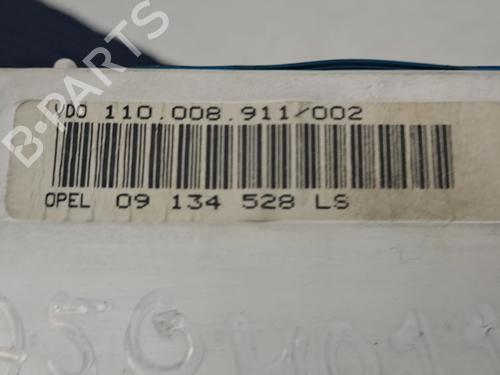 VDO 110.008.911/002
OPEL 09 134 528 LS
B-PARTS